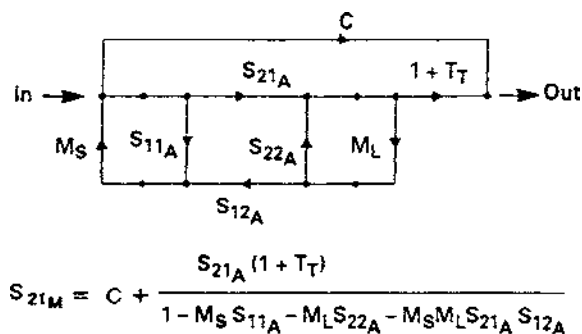 C
S21A 1 + TT
In Out
MS S11A S22A ML
S12A
S21M = C + S21A (1 + TT) / 1 - MS S11A - ML S22A - MS ML S21A S12A